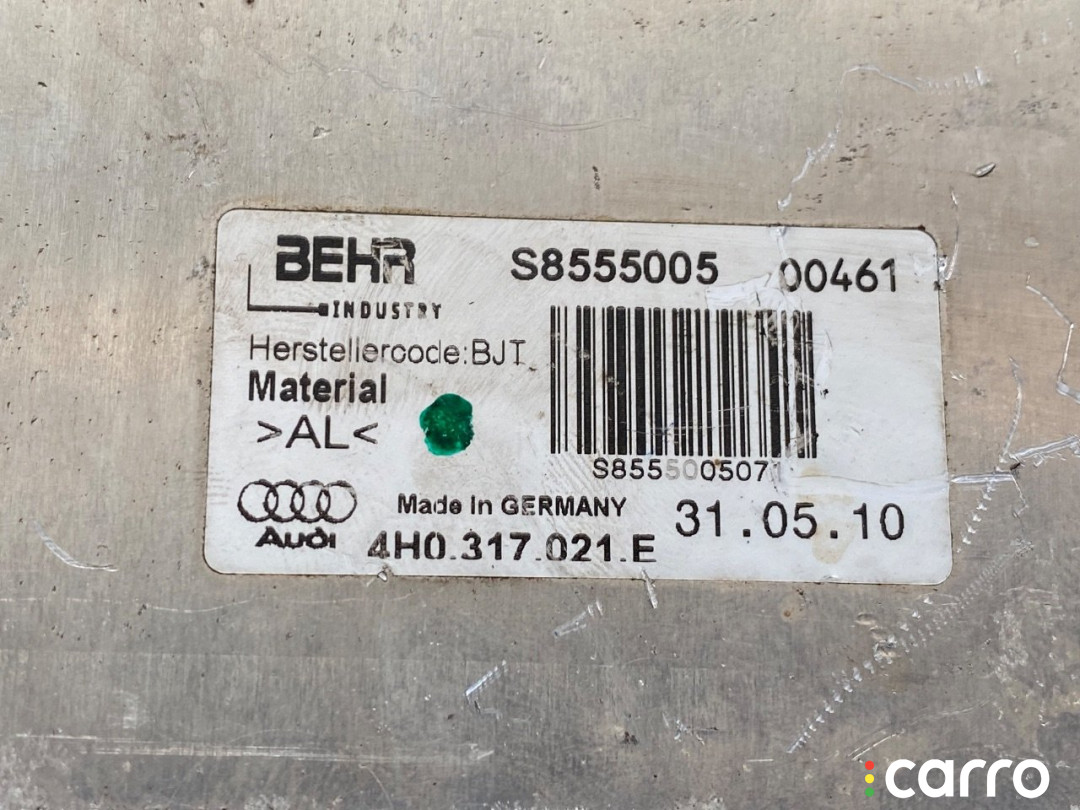 BEHR
INDUSTRY
S8555005 00461
Herstellercode:BJT
Material
>AL<
S8555005071
Audi
Made in GERMANY
31.05.10
4H0.317.021.E
carro